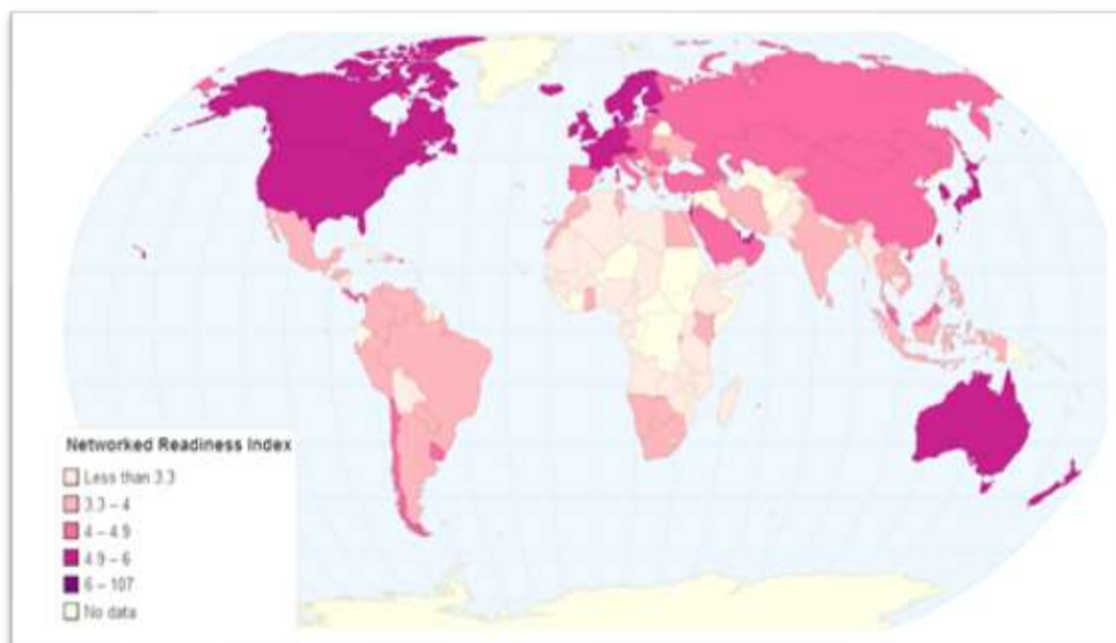 Networked Readiness Index
Less than 3.3
3.3 – 4
4 – 4.9
4.9 – 6
6 – 107
No data